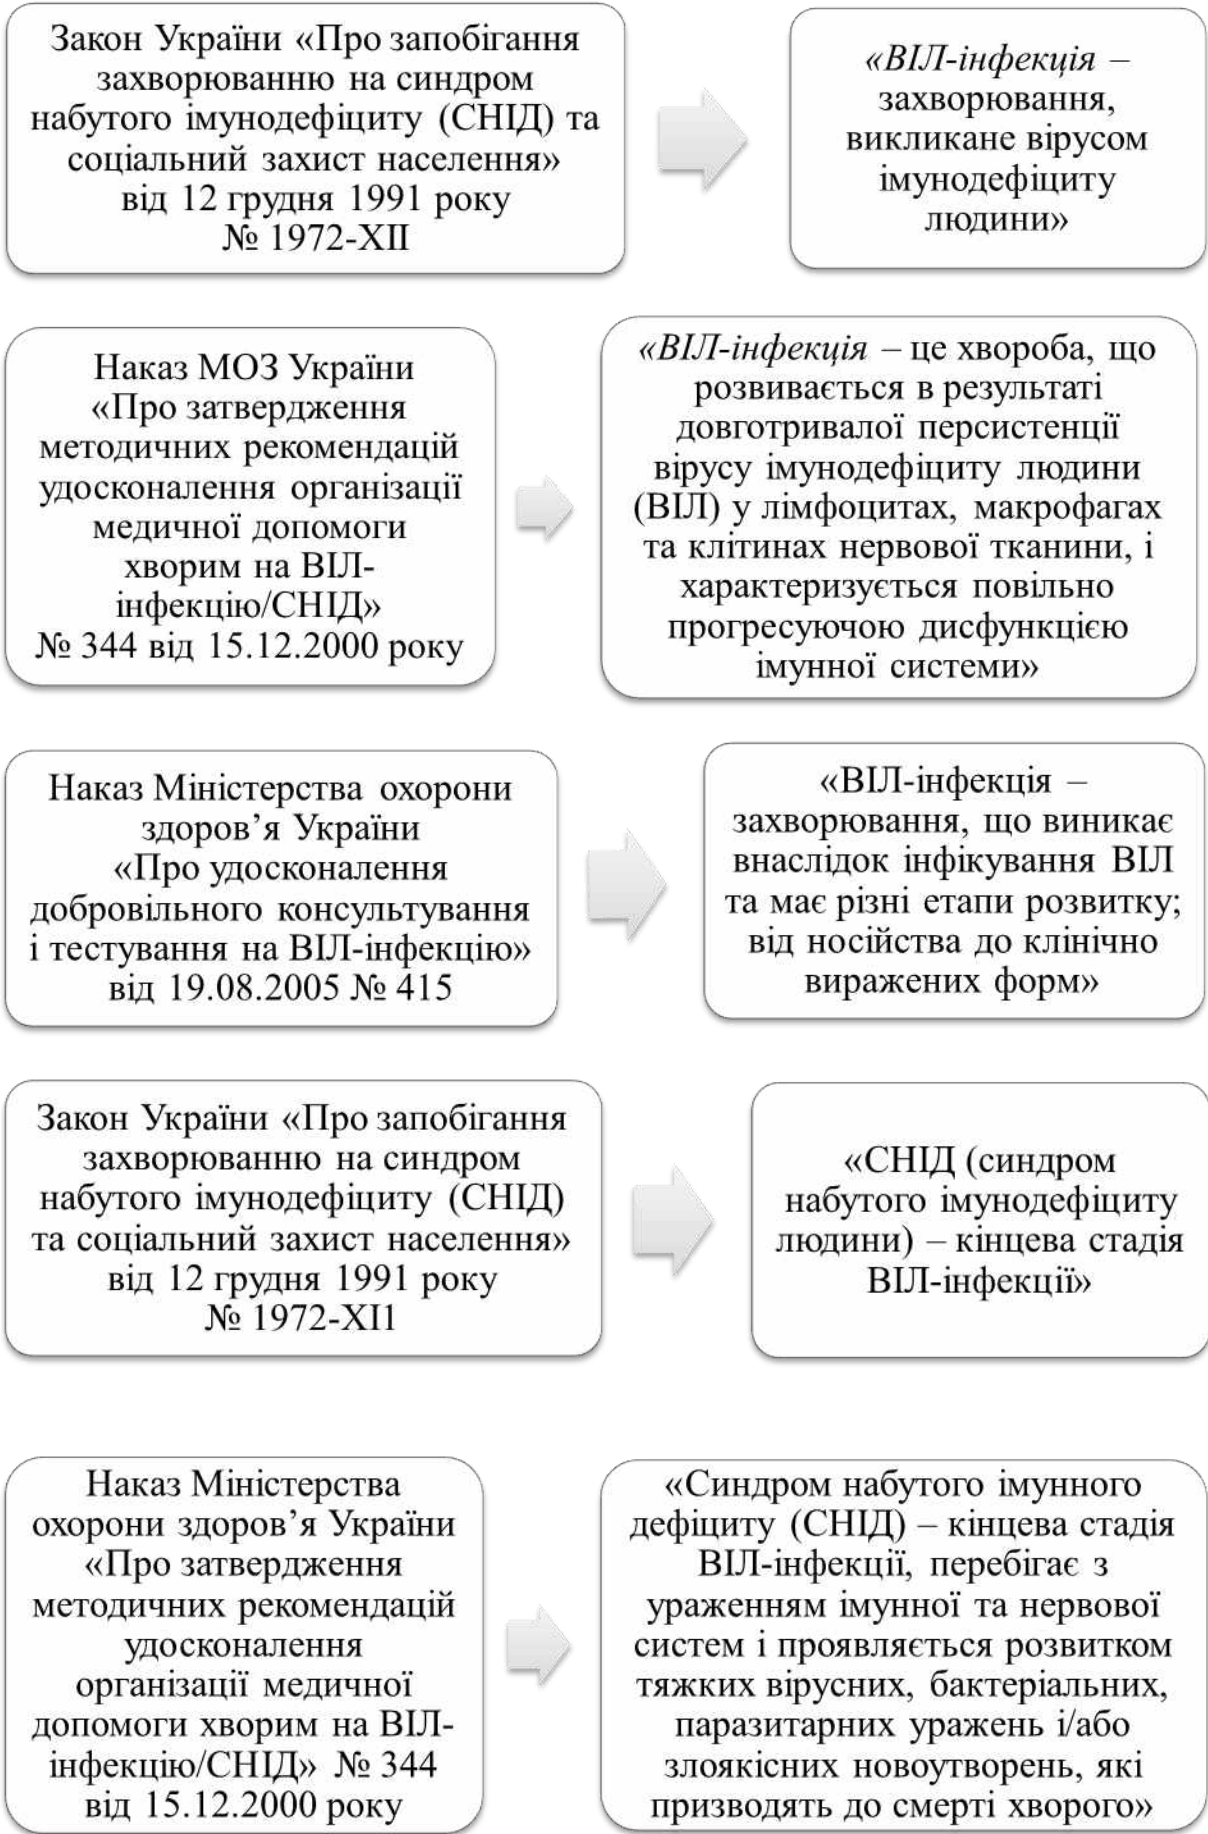 Закон України «Про запобігання
захворюванню на синдром
набутого імунодефіциту (СНІД) та
соціальний захист населення»
від 12 грудня 1991 року
№ 1972-XII
«ВІЛ-інфекція –
захворювання,
викликане вірусом
імунодефіциту
людини»
Наказ МОЗ України
«Про затвердження
методичних рекомендацій
удосконалення організації
медичної допомоги
хворим на ВІЛ-
інфекцію/СНІД»
№ 344 від 15.12.2000 року
«ВІЛ-інфекція – це хвороба, що
розвивається в результаті
довготривалої персистенції
вірусу імунодефіциту людини
(ВІЛ) у лімфоцитах, макрофагах
та клітинах нервової тканини, і
характеризується повільно
прогресуючою дисфункцією
імунної системи»
Наказ Міністерства охорони
здоров’я України
«Про удосконалення
добровільного консультування
і тестування на ВІЛ-інфекцію»
від 19.08.2005 № 415
«ВІЛ-інфекція –
захворювання, що виникає
внаслідок інфікування ВІЛ
та має різні етапи розвитку;
від носійства до клінічно
виражених форм»
Закон України «Про запобігання
захворюванню на синдром
набутого імунодефіциту (СНІД)
та соціальний захист населення»
від 12 грудня 1991 року
№ 1972-XI1
«СНІД (синдром
набутого імунодефіциту
людини) – кінцева стадія
ВІЛ-інфекції»
Наказ Міністерства
охорони здоров’я України
«Про затвердження
методичних рекомендацій
удосконалення
організації медичної
допомоги хворим на ВІЛ-
інфекцію/СНІД» № 344
від 15.12.2000 року
«Синдром набутого імунного
дефіциту (СНІД) – кінцева стадія
ВІЛ-інфекції, перебігає з
ураженням імунної та нервової
систем і проявляється розвитком
тяжких вірусних, бактеріальних,
паразитарних уражень і/або
злоякісних новоутворень, які
призводять до смерті хворого»